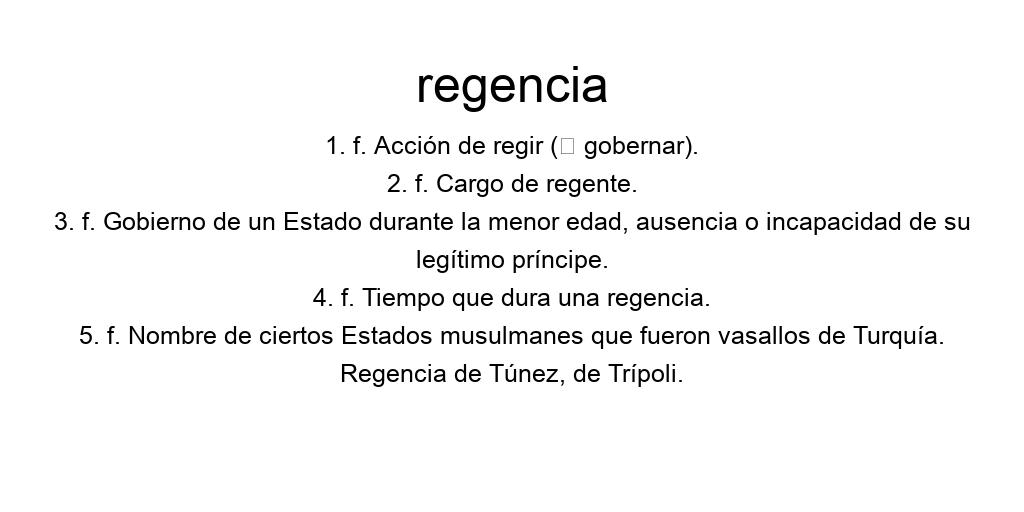 regencia
1. f. Acción de regir (□ gobernar).
2. f. Cargo de regente.
3. f. Gobierno de un Estado durante la menor edad, ausencia o incapacidad de su
legítimo príncipe.
4. f. Tiempo que dura una regencia.
5. f. Nombre de ciertos Estados musulmanes que fueron vasallos de Turquía.
Regencia de Túnez, de Trípoli.